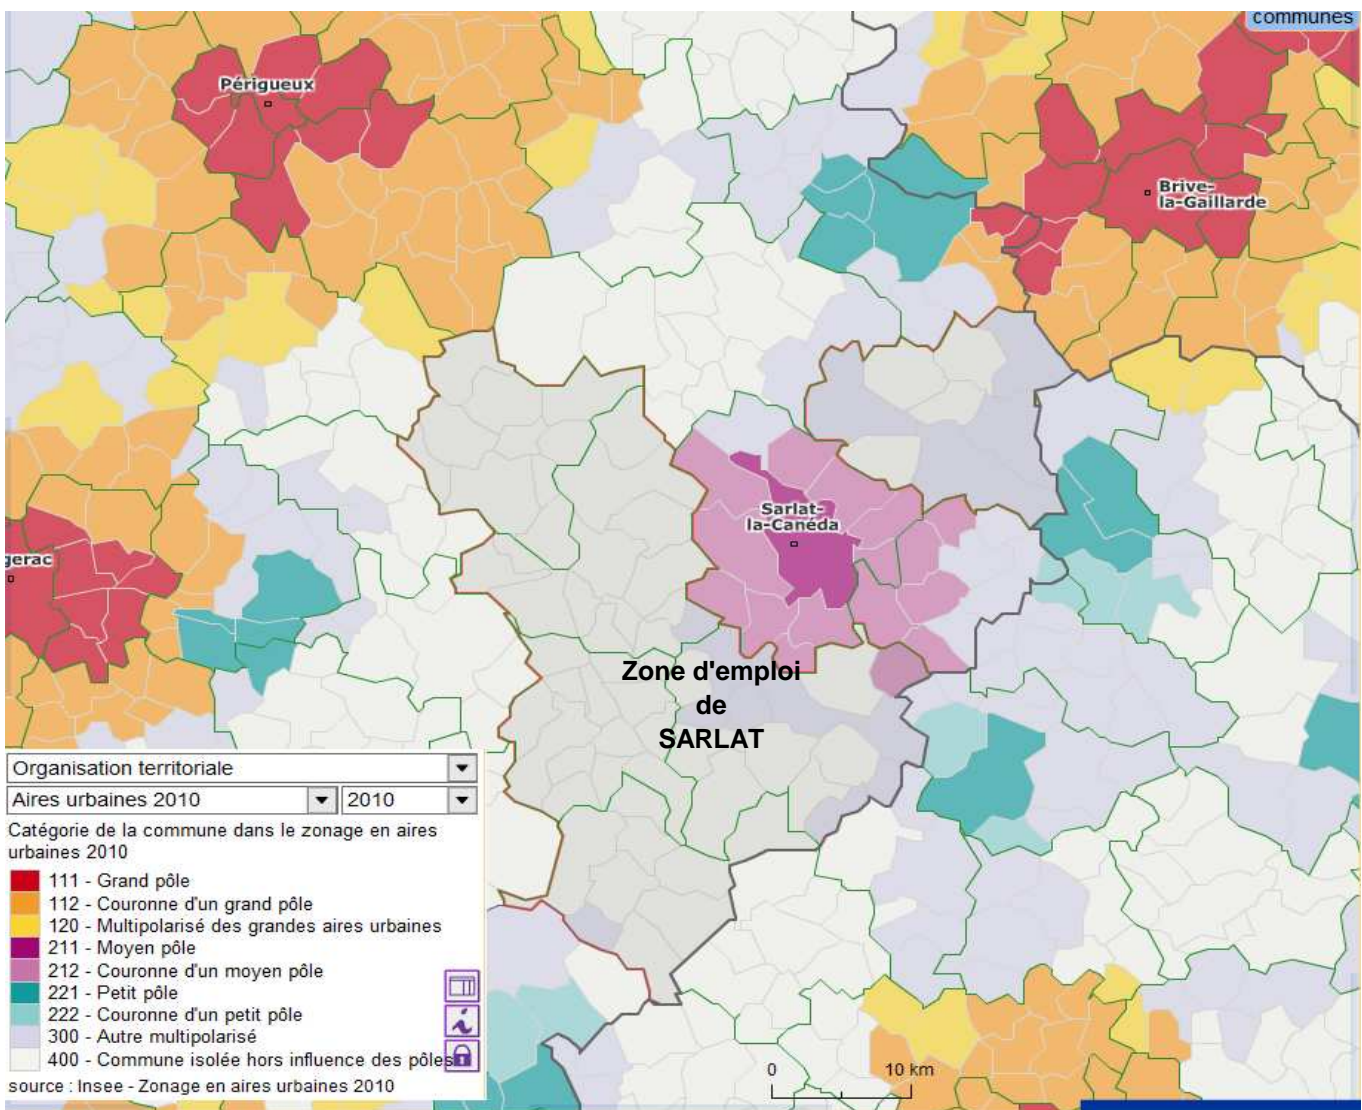 communes
Périgueux
Brive-
la-Gaillarde
Sarlat-
la-Canéda
gerac
Zone d'emploi
de
SARLAT
Organisation territoriale
Aires urbaines 2010 2010
Catégorie de la commune dans le zonage en aires
urbaines 2010
111 - Grand pôle
112 - Couronne d'un grand pôle
120 - Multipolarisé des grandes aires urbaines
211 - Moyen pôle
212 - Couronne d'un moyen pôle
221 - Petit pôle
222 - Couronne d'un petit pôle
300 - Autre multipolarisé
400 - Commune isolée hors influence des pôles
source : Insee - Zonage en aires urbaines 2010
0 10 km